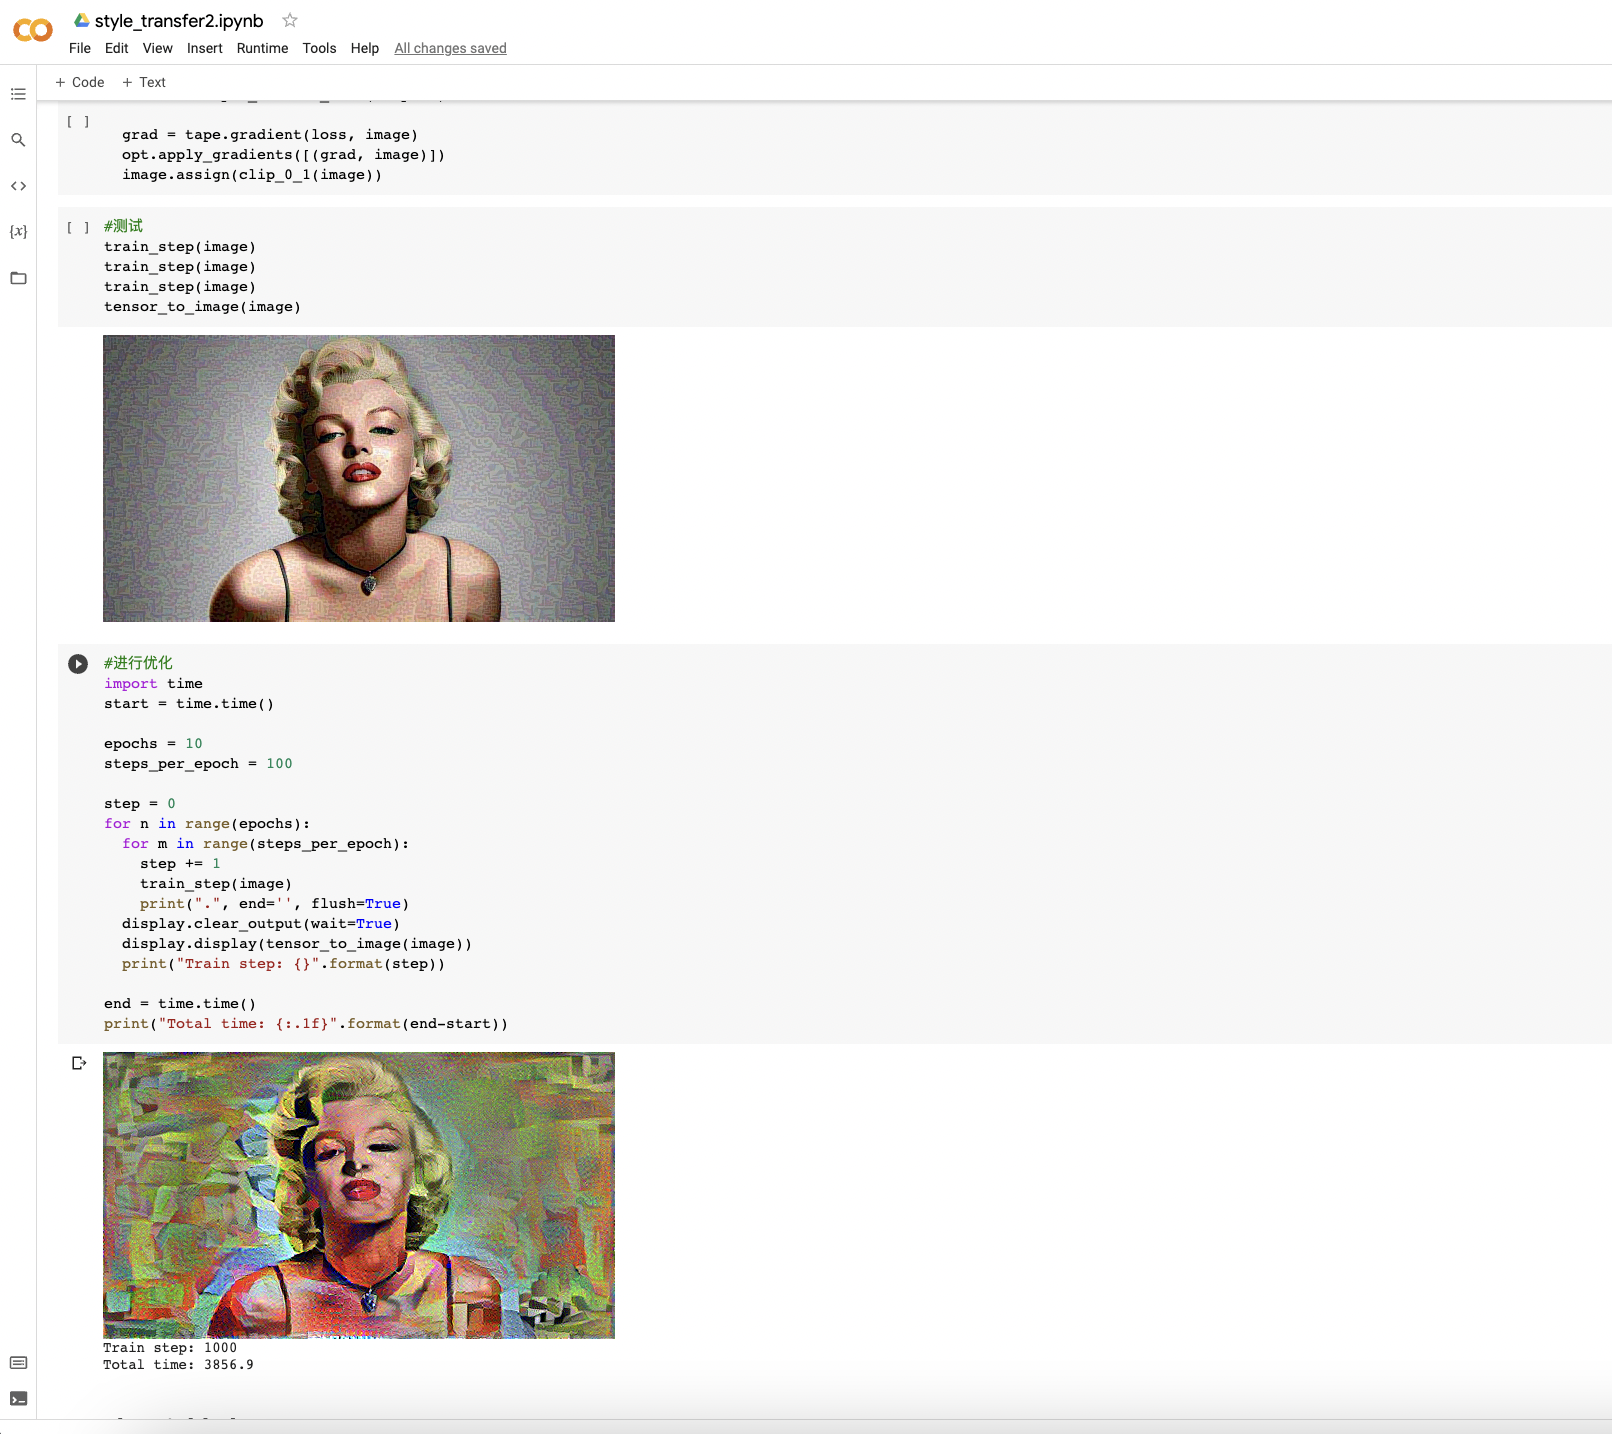 style_transfer2.ipynb
File Edit View Insert Runtime Tools Help All changes saved
+ Code + Text
[ ]
grad = tape.gradient(loss, image)
opt.apply_gradients([(grad, image)])
image.assign(clip_0_1(image))
[ ] #测试
train_step(image)
train_step(image)
train_step(image)
tensor_to_image(image)
#进行优化
import time
start = time.time()
epochs = 10
steps_per_epoch = 100
step = 0
for n in range(epochs):
for m in range(steps_per_epoch):
step += 1
train_step(image)
print(".", end='', flush=True)
display.clear_output(wait=True)
display.display(tensor_to_image(image))
print("Train step: {}".format(step))
end = time.time()
print("Total time: {:.1f}".format(end-start))
Train step: 1000
Total time: 3856.9